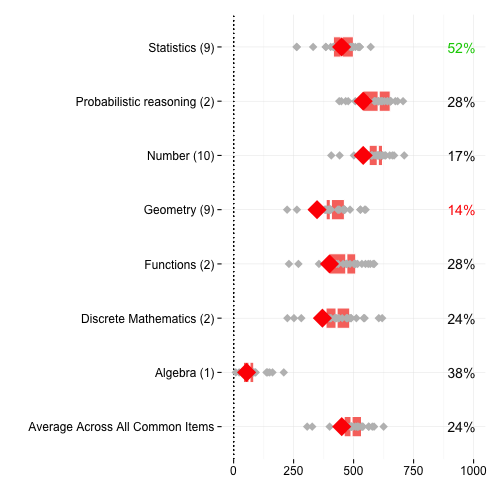 Statistics (9) 52%
Probabilistic reasoning (2) 28%
Number (10) 17%
Geometry (9) 14%
Functions (2) 28%
Discrete Mathematics (2) 24%
Algebra (1) 38%
Average Across All Common Items 24%
0 250 500 750 1000